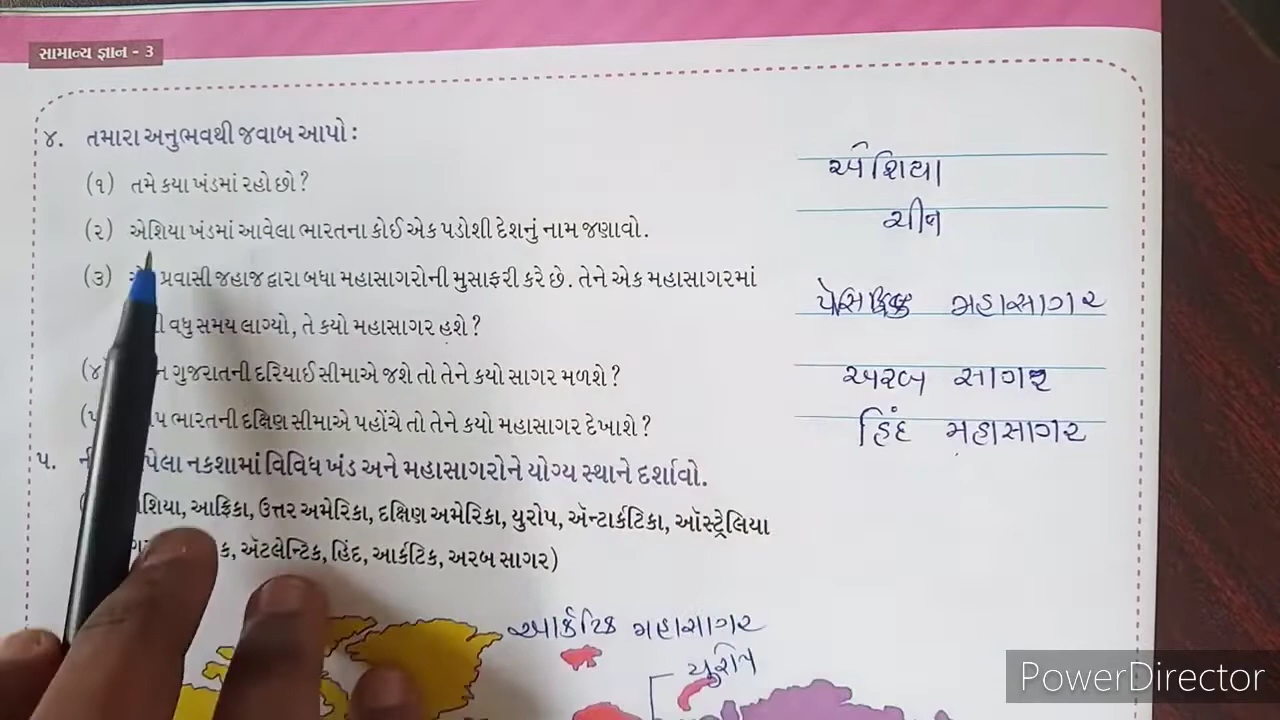 સામાન્ય જ્ઞાન - 3
૪. તમારા અનુભવથી જવાબ આપો :
(૧) તમે કયા ખંડમાં રહો છો? એશિયા
(૨) એશિયા ખંડમાં આવેલા ભારતના કોઈ એક પડોશી દેશનું નામ જણાવો. ચીન
(૩) પ્રવાસી જહાજ દ્વારા બધા મહાસાગરોની મુસાફરી કરે છે. તેને એક મહાસાગરમાં
વધુ સમય લાગ્યો, તે કયો મહાસાગર હશે? મહાસાગર
(૪ ગુજરાતની દરિયાઈ સીમાએ જશે તો તેને કયો સાગર મળશે? અરબ સાગર
ભારતની દક્ષિણ સીમાએ પહોંચે તો તેને કયો મહાસાગર દેખાશે? હિંદ મહાસાગર
૫. નકશામાં વિવિધ ખંડ અને મહાસાગરોને યોગ્ય સ્થાને દર્શાવો.
આફ્રિકા, ઉત્તર અમેરિકા, દક્ષિણ અમેરિકા, યુરોપ, ઍન્ટાર્કટિકા, ઑસ્ટ્રેલિયા
ઍટલેન્ટિક, હિંદ, આર્કટિક, અરબ સાગર)
આર્કટિક મહાસાગર
યુરોપ
PowerDirector